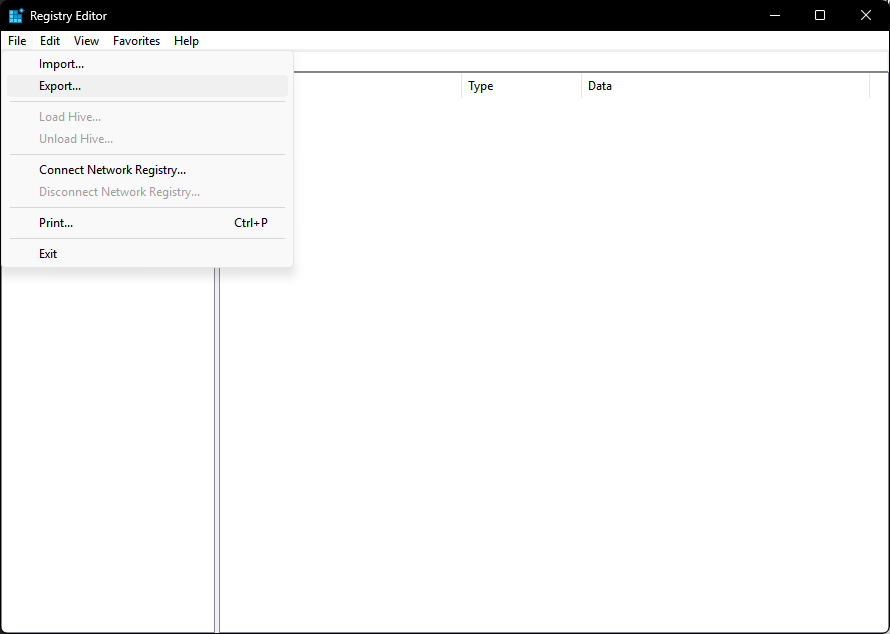 Registry Editor
File Edit View Favorites Help
Import...
Export...
Type Data
Load Hive...
Unload Hive...
Connect Network Registry...
Disconnect Network Registry...
Print... Ctrl+P
Exit